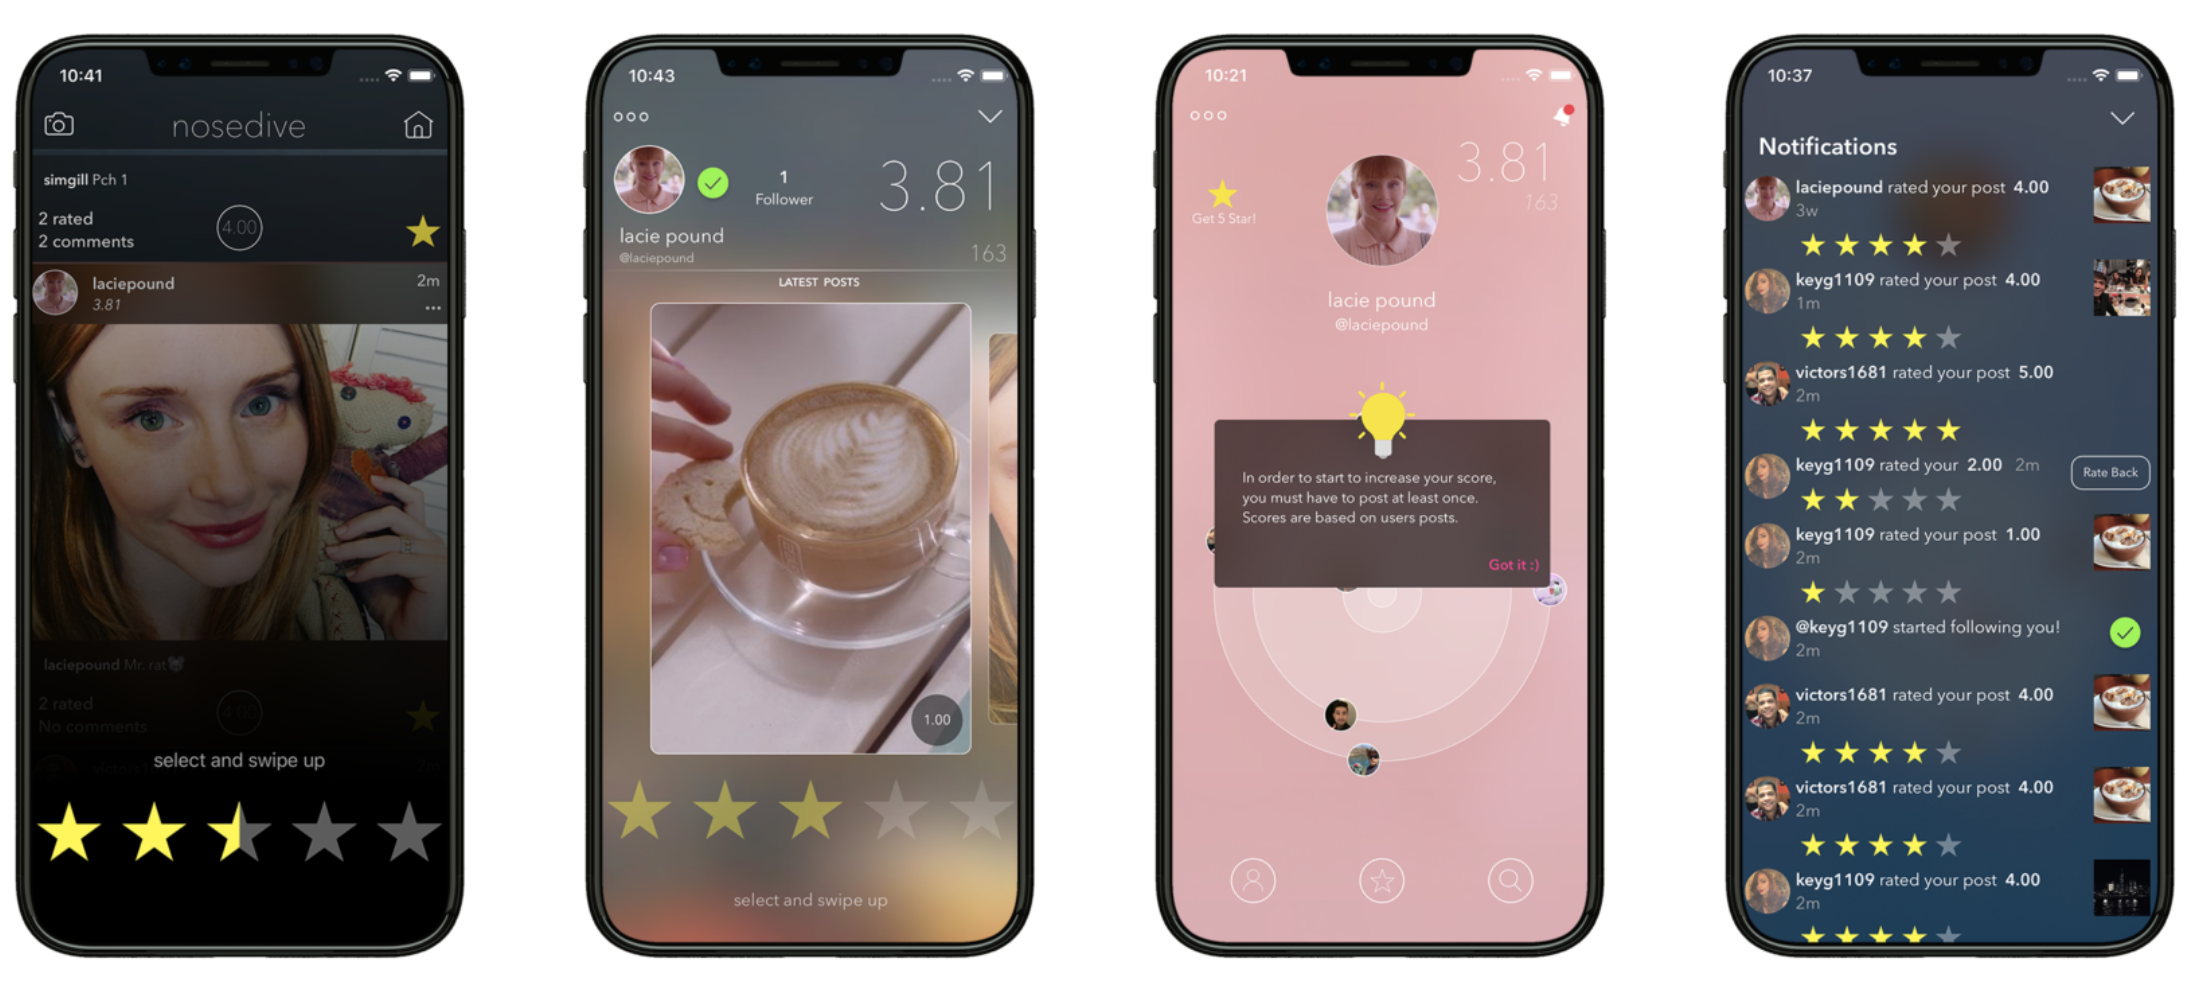 10:41
nosedive
simgill Pch 1
2 rated
4.00
2 comments
laciepound
2m
3.81
laciepound Mr. rat
2 rated
4.00
No comments
select and swipe up
10:43
1
Follower
3.81
lacie pound
@laciepound
163
LATEST POSTS
1.00
select and swipe up
10:21
3.81
163
Get 5 Star!
lacie pound
@laciepound
In order to start to increase your score,
you must have to post at least once.
Scores are based on users posts.
Got it :)
10:37
Notifications
laciepound rated your post 4.00
3w
keyg1109 rated your post 4.00
1m
victors1681 rated your post 5.00
2m
keyg1109 rated your 2.00 2m
Rate Back
keyg1109 rated your post 1.00
2m
@keyg1109 started following you!
2m
victors1681 rated your post 4.00
2m
victors1681 rated your post 4.00
2m
keyg1109 rated your post 4.00
2m